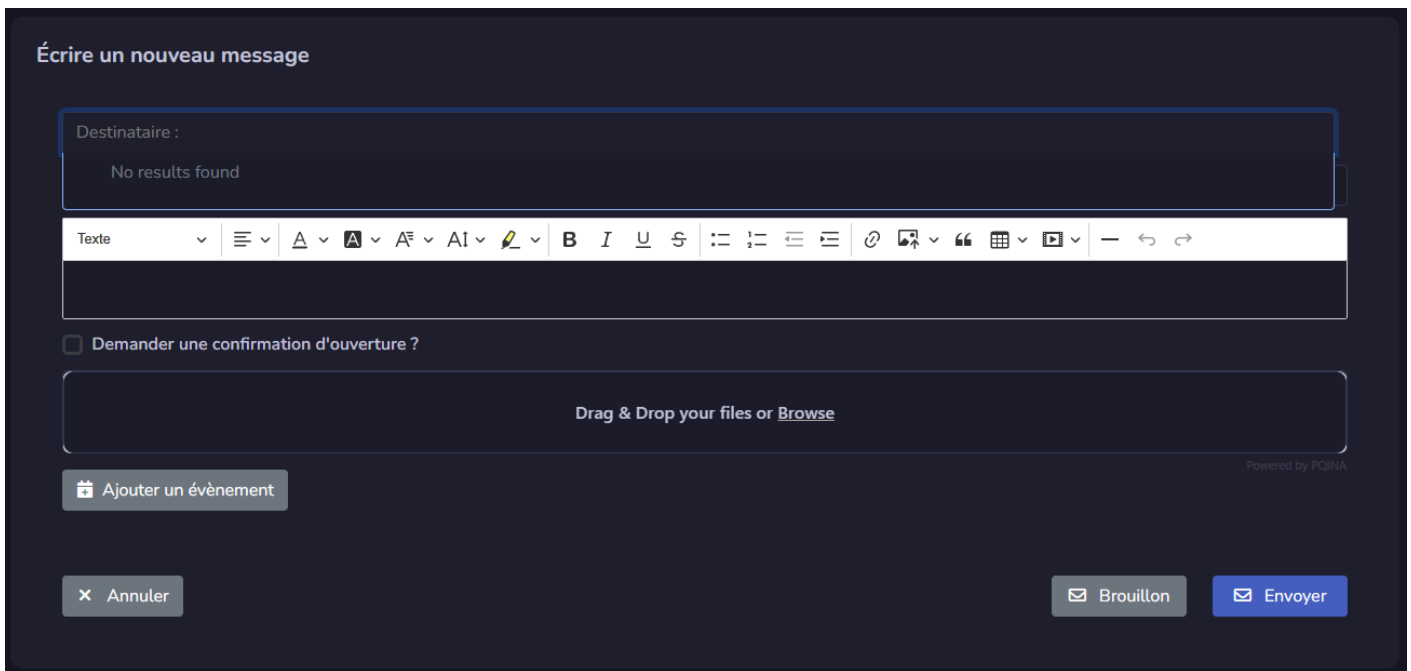 Écrire un nouveau message
Destinataire :
No results found
Texte
Demander une confirmation d'ouverture ?
Drag & Drop your files or Browse
Powered by PQINA
Ajouter un évènement
Annuler
Brouillon
Envoyer